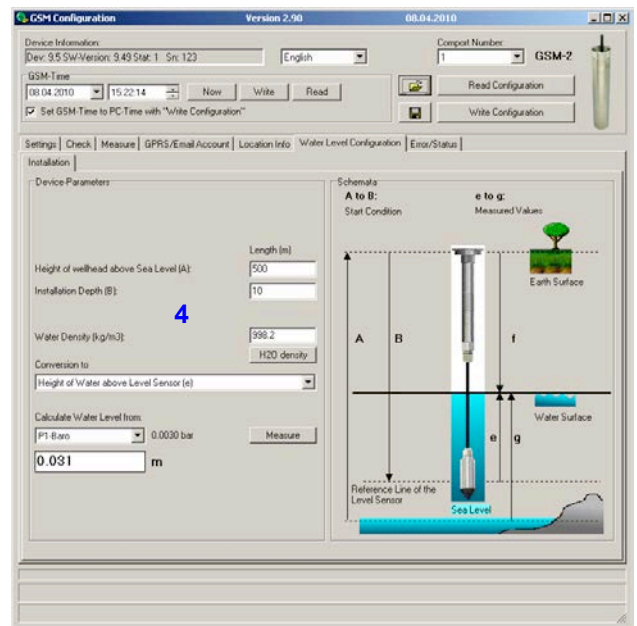 GSM Configuration Version 2.90 08.04.2010
Device Information: Comport Number:
Dev: 9.5 SW-Version: 9.49 Stat: 1 Sn: 123 English 1 GSM-2
GSM-Time
08.04.2010 15:22:14 Now Write Read Read Configuration
Set GSM-Time to PC-Time with "Write Configuration" Write Configuration
Settings Check Measure GPRS/Email Account Location Info Water Level Configuration Error/Status
Installation
Device-Parameters Schemata
A to B: e to g:
Start Condition Measured Values
Length (m)
Height of wellhead above Sea Level (A): 500
Earth Surface
Installation Depth (B): 10
4
Water Density (kg/m3): 998.2
A B f
H2O density
Conversion to
Height of Water above Level Sensor (e)
Calculate Water Level from:
Water Surface
P1-Baro 0.0030 bar Measure
e g
0.031 m
Reference Line of the
Level Sensor
Sea Level